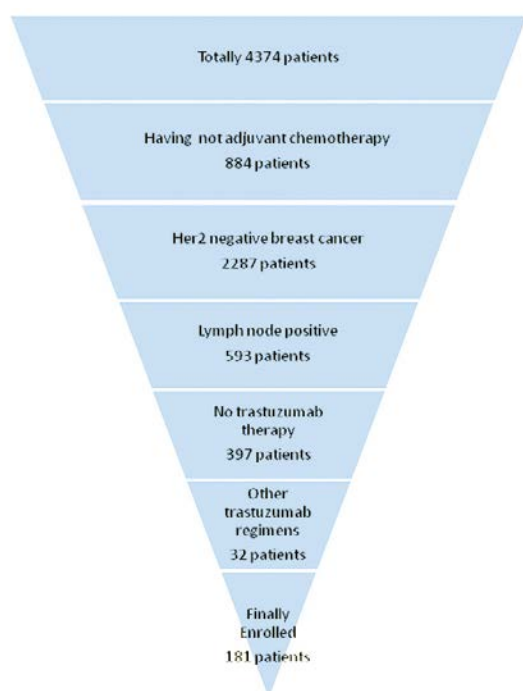 Totally 4374 patients
Having not adjuvant chemotherapy
884 patients
Her2 negative breast cancer
2287 patients
Lymph node positive
593 patients
No trastuzumab
therapy
397 patients
Other
trastuzumab
regimens
32 patients
Finally
Enrolled
181 patients